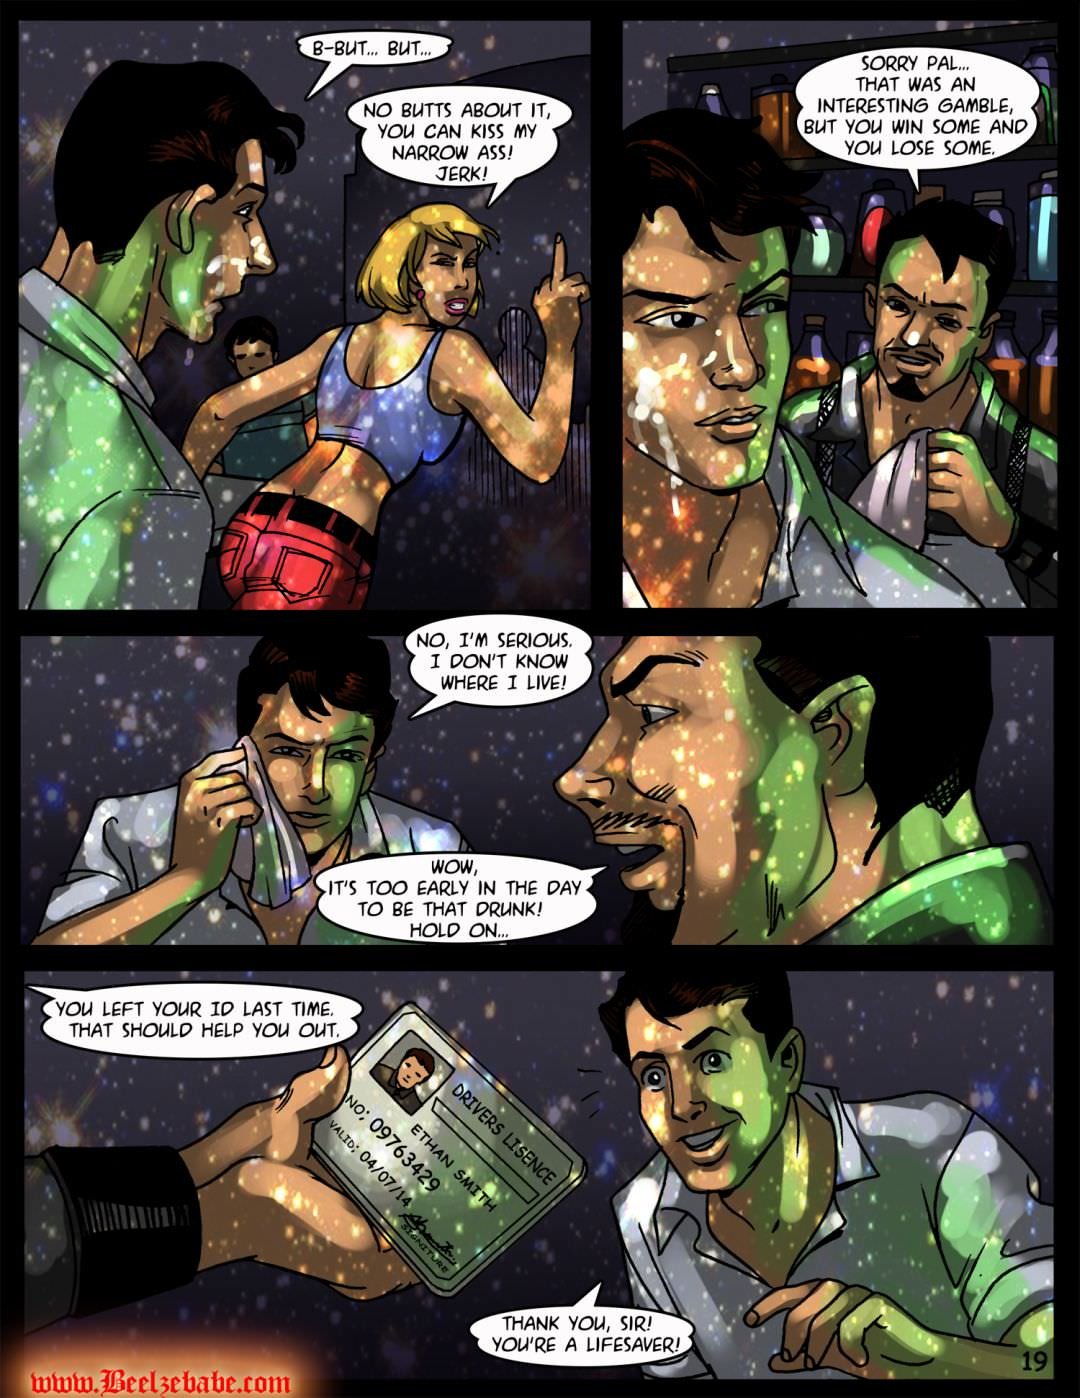 B-BUT... BUT...
NO BUTTS ABOUT IT,
YOU CAN KISS MY
NARROW ASS!
JERK!
SORRY PAL...
THAT WAS AN
INTERESTING GAMBLE,
BUT YOU WIN SOME AND
YOU LOSE SOME.
NO, I'M SERIOUS.
I DON'T KNOW
WHERE I LIVE!
WOW,
IT'S TOO EARLY IN THE DAY
TO BE THAT DRUNK!
HOLD ON...
YOU LEFT YOUR ID LAST TIME.
THAT SHOULD HELP YOU OUT.
DRIVERS LISENCE
ETHAN SMITH
NO: 09763429
VALID: 04/07/14
SIGNITURE
THANK YOU, SIR!
YOU'RE A LIFESAVER!
19
www.Beelzebabe.com